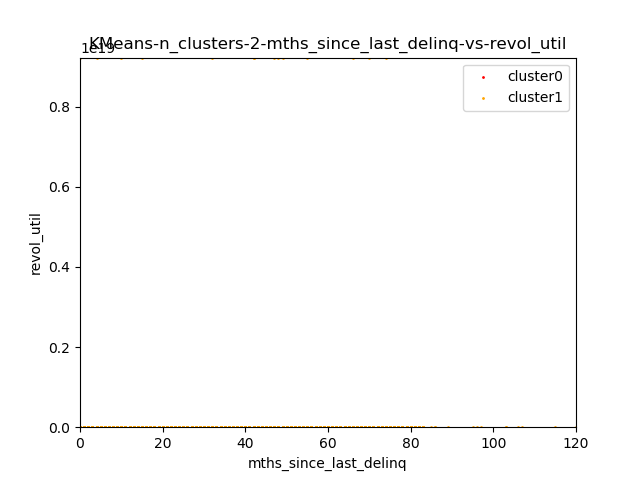 KMeans-n_clusters-2-mths_since_last_delinq-vs-revol_util
1e19
cluster0
cluster1
0.8
0.6
0.4
0.2
0.0
revol_util
0 20 40 60 80 100 120
mths_since_last_delinq